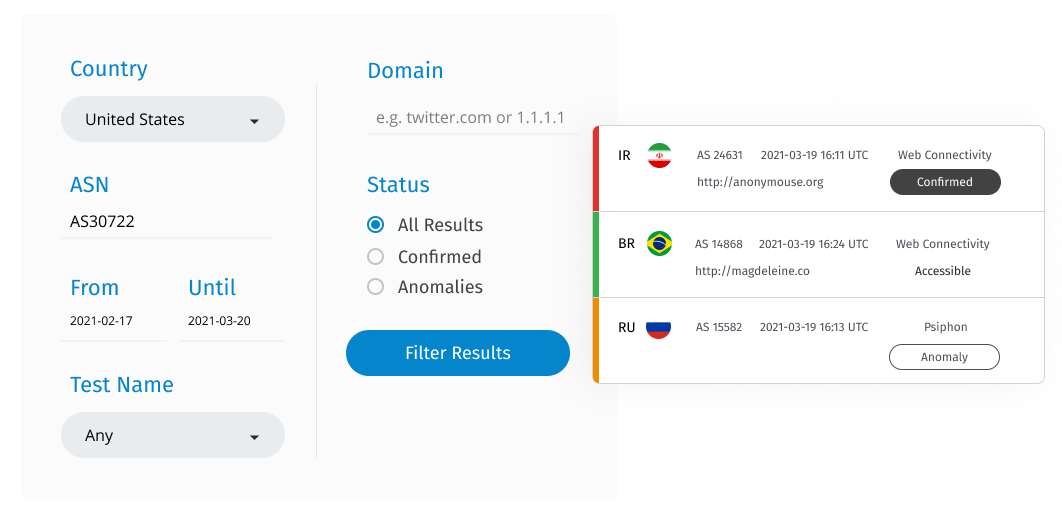 Country
United States
ASN
AS30722
From
Until
2021-02-17
2021-03-20
Test Name
Any
Domain
e.g. twitter.com or 1.1.1.1
Status
All Results
Confirmed
Anomalies
Filter Results
IR AS 24631 2021-03-19 16:11 UTC Web Connectivity
http://anonymouse.org Confirmed
BR AS 14868 2021-03-19 16:24 UTC Web Connectivity
http://magdeleine.co Accessible
RU AS 15582 2021-03-19 16:13 UTC Psiphon
Anomaly